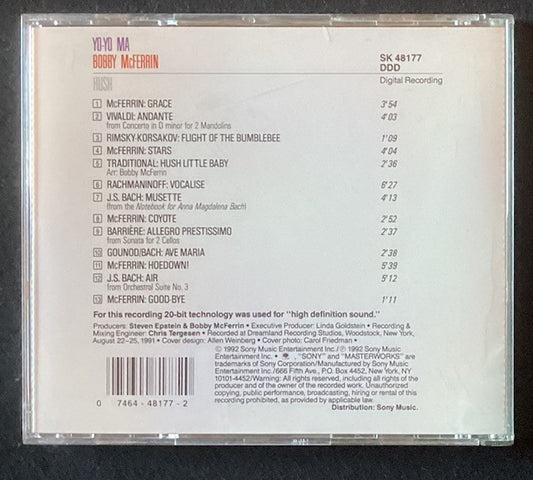 YO-YO MA
BOBBY McFERRIN
HUSH
SK 48177
DDD
Digital Recording
1 McFERRIN: GRACE 3'54
2 VIVALDI: ANDANTE 4'03
from Concerto in D minor for 2 Mandolins
3 RIMSKY-KORSAKOV: FLIGHT OF THE BUMBLEBEE 1'09
4 McFERRIN: STARS 4'04
5 TRADITIONAL: HUSH LITTLE BABY 2'36
Arr: Bobby McFerrin
6 RACHMANINOFF: VOCALISE 6'27
7 J.S. BACH: MUSETTE 4'13
(from the Notebook for Anna Magdalena Bach)
8 McFERRIN: COYOTE 2'52
9 BARRIÈRE: ALLEGRO PRESTISSIMO 2'37
from Sonata for 2 Cellos
10 GOUNOD/BACH: AVE MARIA 2'38
11 McFERRIN: HOEDOWN! 5'39
12 J.S. BACH: AIR 5'12
from Orchestral Suite No. 3
13 McFERRIN: GOOD-BYE 1'11
For this recording 20-bit technology was used for "high definition sound."
Producers: Steven Epstein & Bobby McFerrin • Executive Producer: Linda Goldstein • Recording &
Mixing Engineer: Chris Tergesen • Recorded at Dreamland Recording Studios, Woodstock, New York,
August 22–25, 1991 • Cover design: Allen Weinberg • Cover photo: Carol Friedman •
© 1992 Sony Music Entertainment Inc./℗ 1992 Sony Music
Entertainment Inc. • , "SONY" and "MASTERWORKS" are
trademarks of Sony Corporation/Manufactured by Sony Music
Entertainment Inc./666 Fifth Ave., P.O. Box 4452, New York, NY
10101-4452/Warning: All rights reserved, including all rights of the
producer and of the owner of the recorded work. Unauthorized
copying, public performance, broadcasting, hiring or rental of this
recording prohibited, as provided by applicable law.
Distribution: Sony Music.
0 7464-48177-2